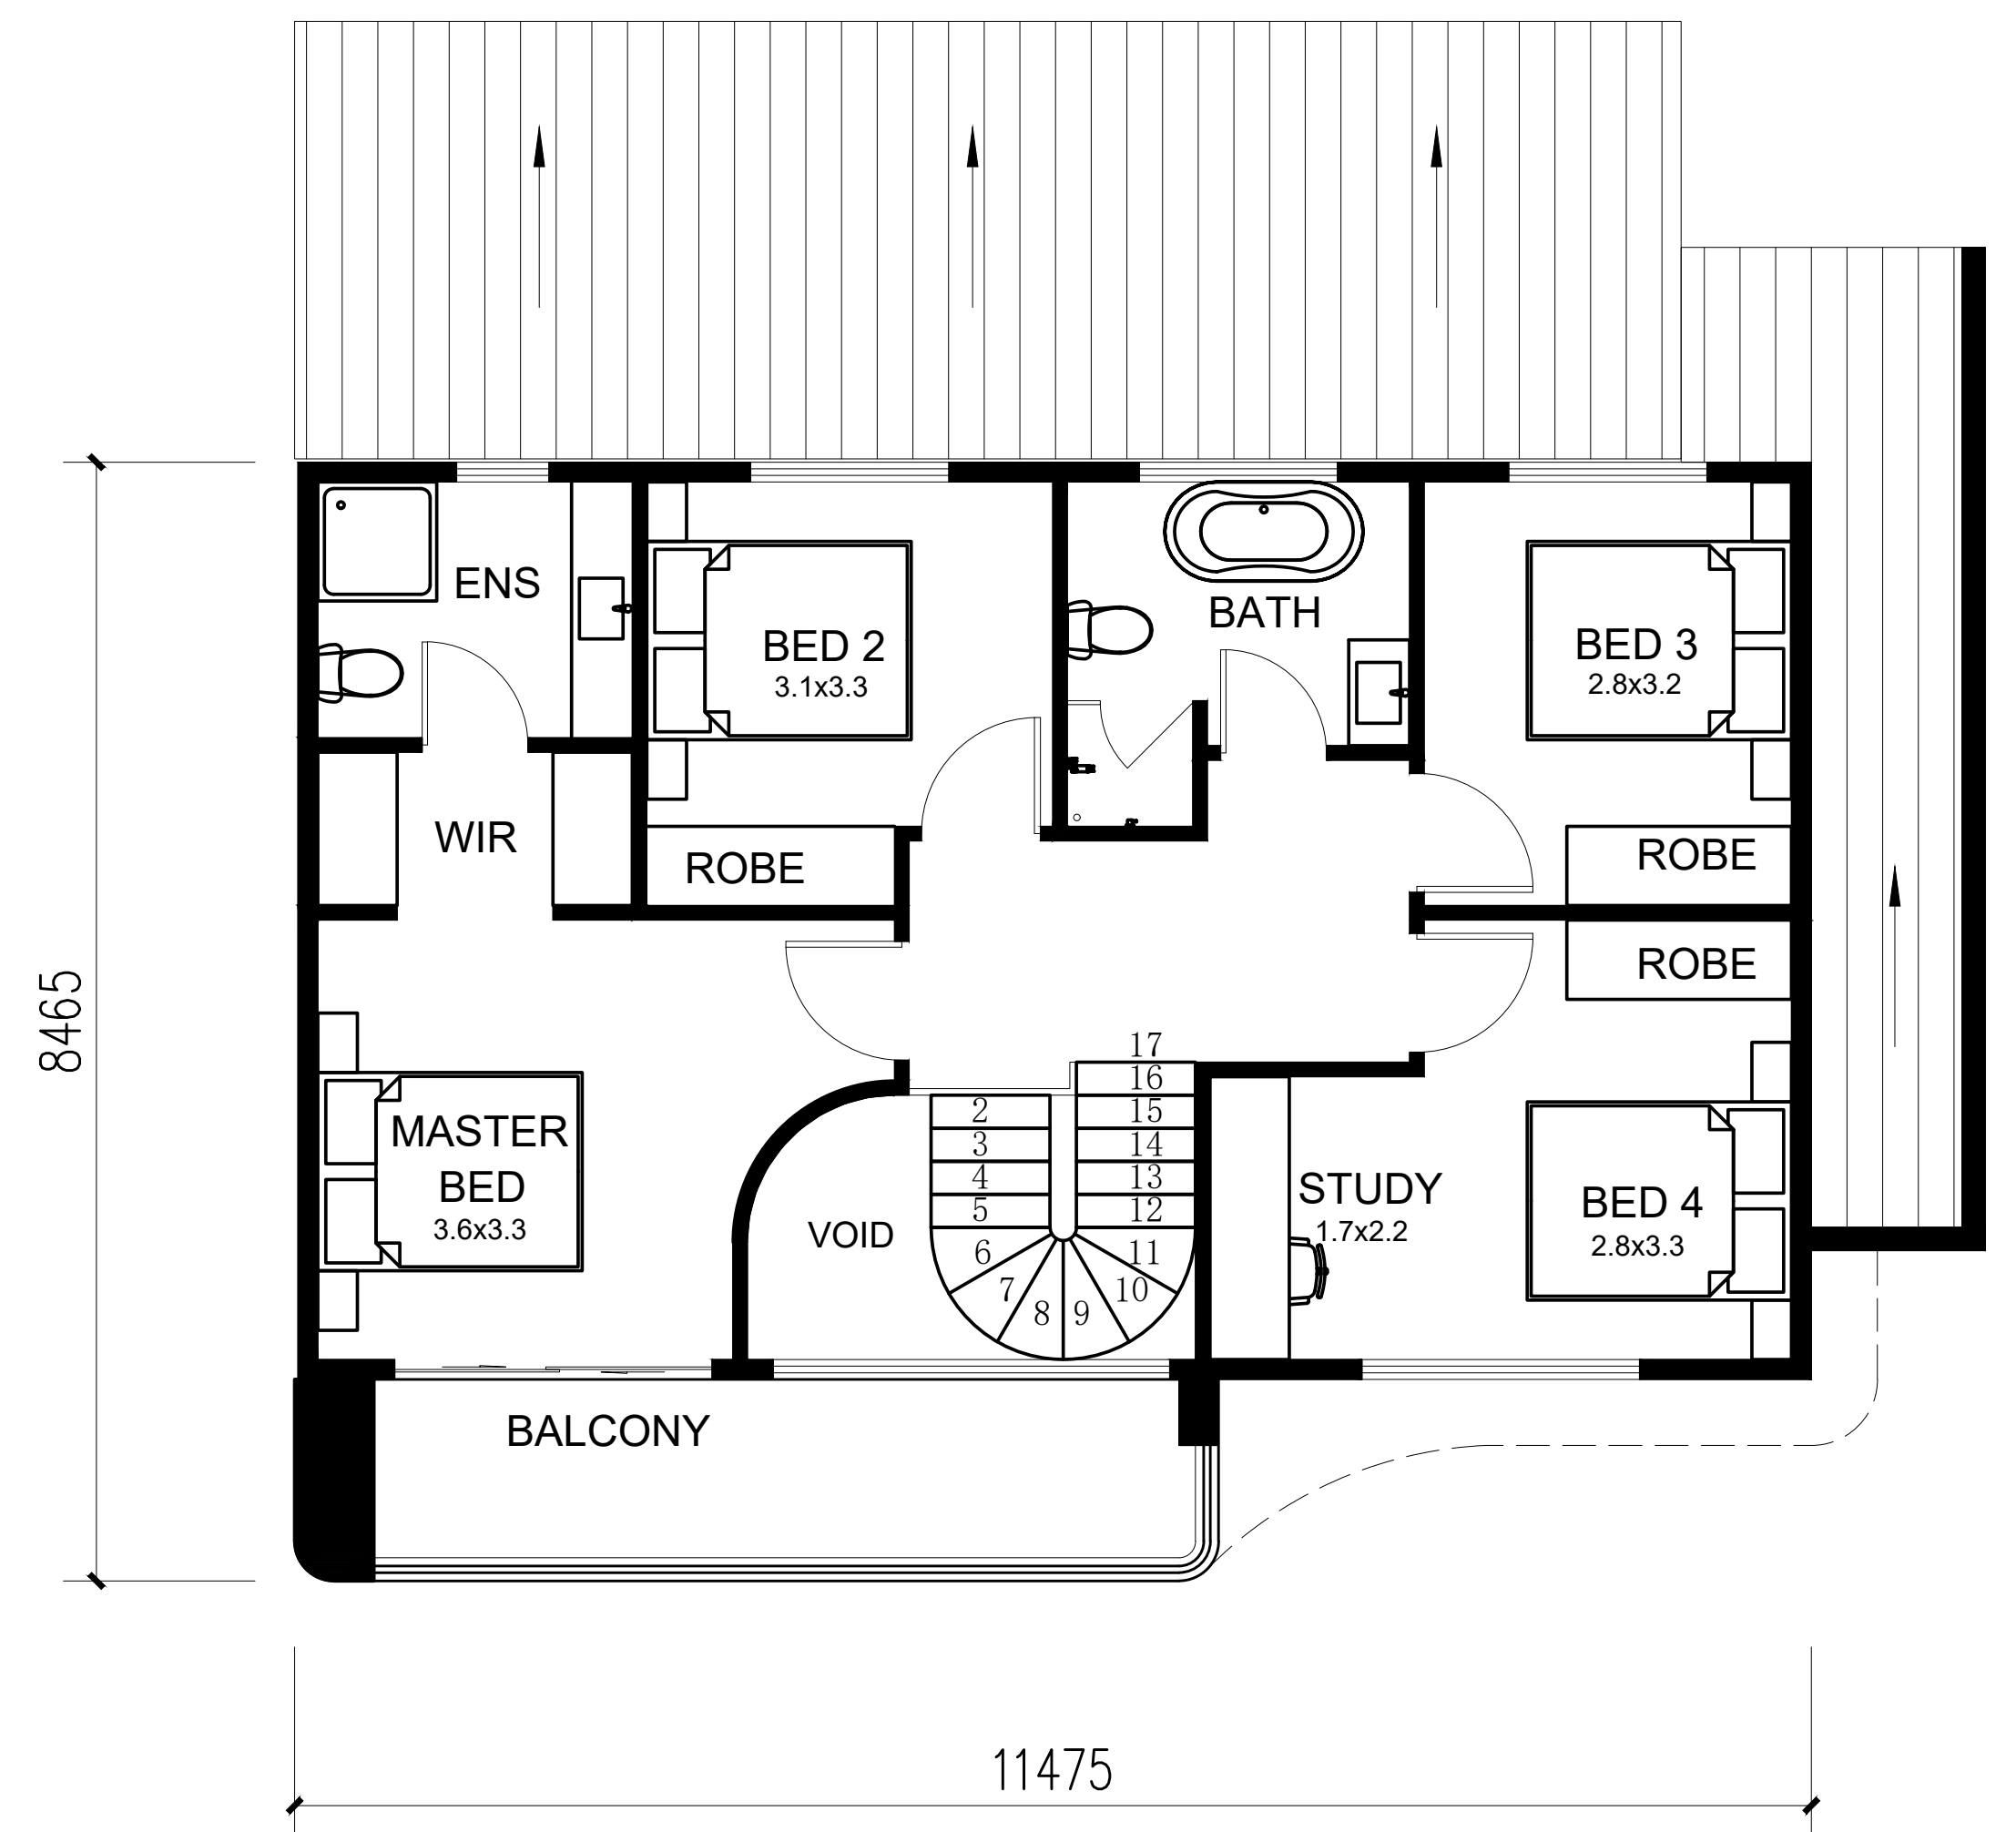 ENS
BATH
BED 2
3.1x3.3
BED 3
2.8x3.2
WIR
ROBE
ROBE
ROBE
8465
17
16
15
14
13
12
11
10
9
8
7
6
5
4
3
2
MASTER
BED
3.6x3.3
VOID
STUDY
1.7x2.2
BED 4
2.8x3.3
BALCONY
11475